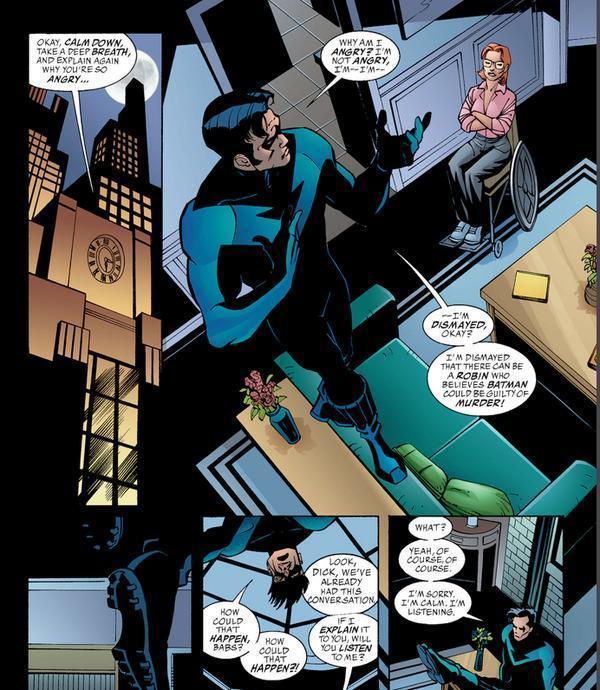 OKAY, CALM DOWN,
TAKE A DEEP BREATH,
AND EXPLAIN AGAIN
WHY YOU'RE SO
ANGRY...
WHY AM I
ANGRY? I'M
NOT ANGRY,
I'M--I'M--
--I'M
DISMAYED,
OKAY?
I'M DISMAYED
THAT THERE CAN BE
A ROBIN WHO
BELIEVES BATMAN
COULD BE GUILTY OF
MURDER!
HOW
COULD
THAT
HAPPEN,
BABS?
LOOK,
DICK, WE'VE
ALREADY
HAD THIS
CONVERSATION.
HOW
COULD
THAT
HAPPEN?!
IF I
EXPLAIN IT
TO YOU, WILL
YOU LISTEN
TO ME?
WHAT?
YEAH, OF
COURSE, OF
COURSE.
I'M SORRY.
I'M CALM. I'M
LISTENING.